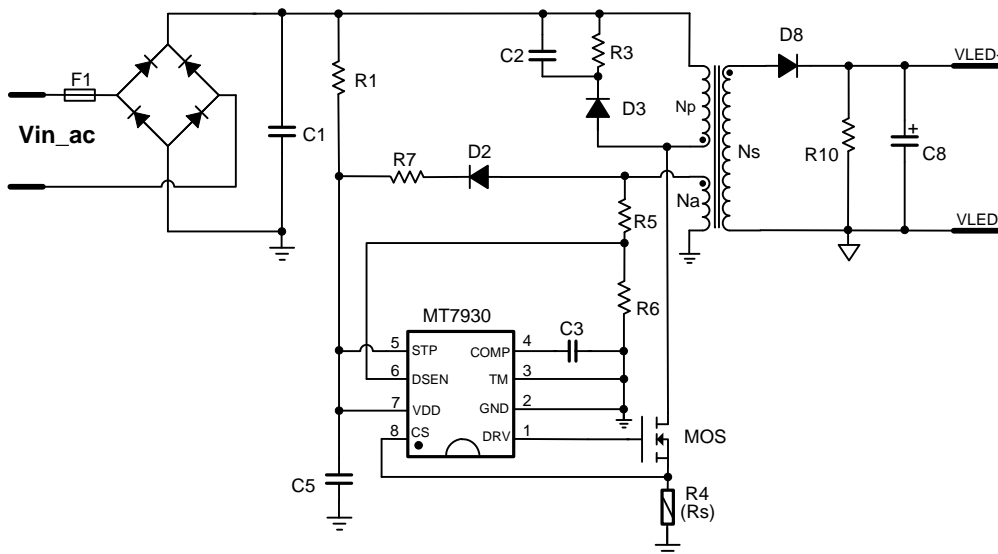 F1
Vin_ac
C1
R1
C2
R3
D3
Np
Ns
D8
VLED+
R10
+
C8
VLED-
R7
D2
Na
R5
R6
MT7930
C3
5 STP COMP 4
6 DSEN TM 3
7 VDD GND 2
8 CS DRV 1
C5
MOS
R4
(Rs)